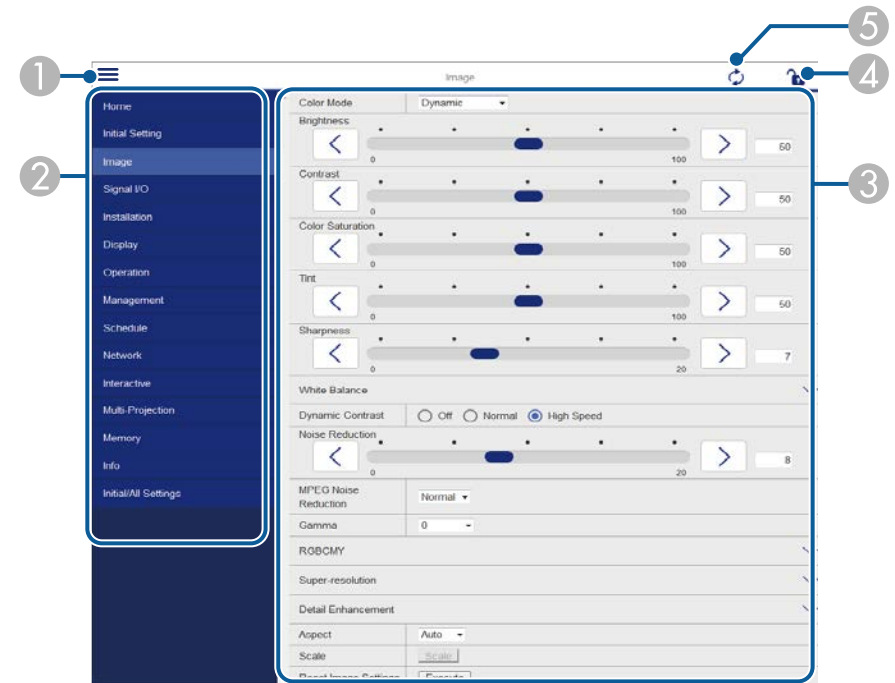 5
1
4
Image
Home
Initial Setting
Image
Signal I/O
Installation
Display
Operation
Management
Schedule
Network
Interactive
Multi-Projection
Memory
Info
Initial/All Settings
2
3
Color Mode Dynamic
Brightness
0 100 50
Contrast
0 100 50
Color Saturation
0 100 50
Tint
0 100 50
Sharpness
0 20 7
White Balance
Dynamic Contrast Off Normal High Speed
Noise Reduction
0 20 8
MPEG Noise
Reduction
Normal
Gamma 0
RGBCMY
Super-resolution
Detail Enhancement
Aspect Auto
Scale Scale
Reset Image Settings Execute